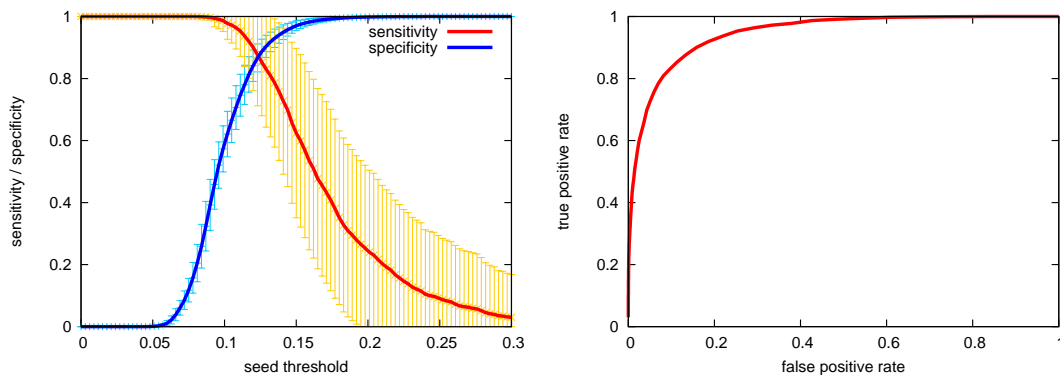 1
0.8
0.6
0.4
0.2
0
0 0.05 0.1 0.15 0.2 0.25 0.3
sensitivity / specificity
seed threshold
sensitivity
specificity
1
0.8
0.6
0.4
0.2
0
0 0.2 0.4 0.6 0.8 1
true positive rate
false positive rate